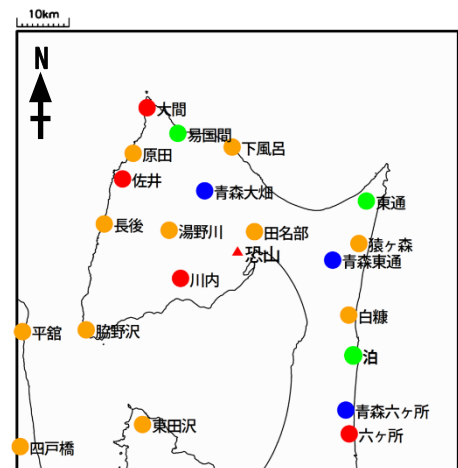 10km
N
大間
易国間
原田
下風呂
佐井
青森大畑
東通
長後
湯野川
田名部
猿ヶ森
恐山
青森東通
川内
白糠
平舘
脇野沢
泊
青森六ヶ所
東田沢
六ヶ所
四戸橋